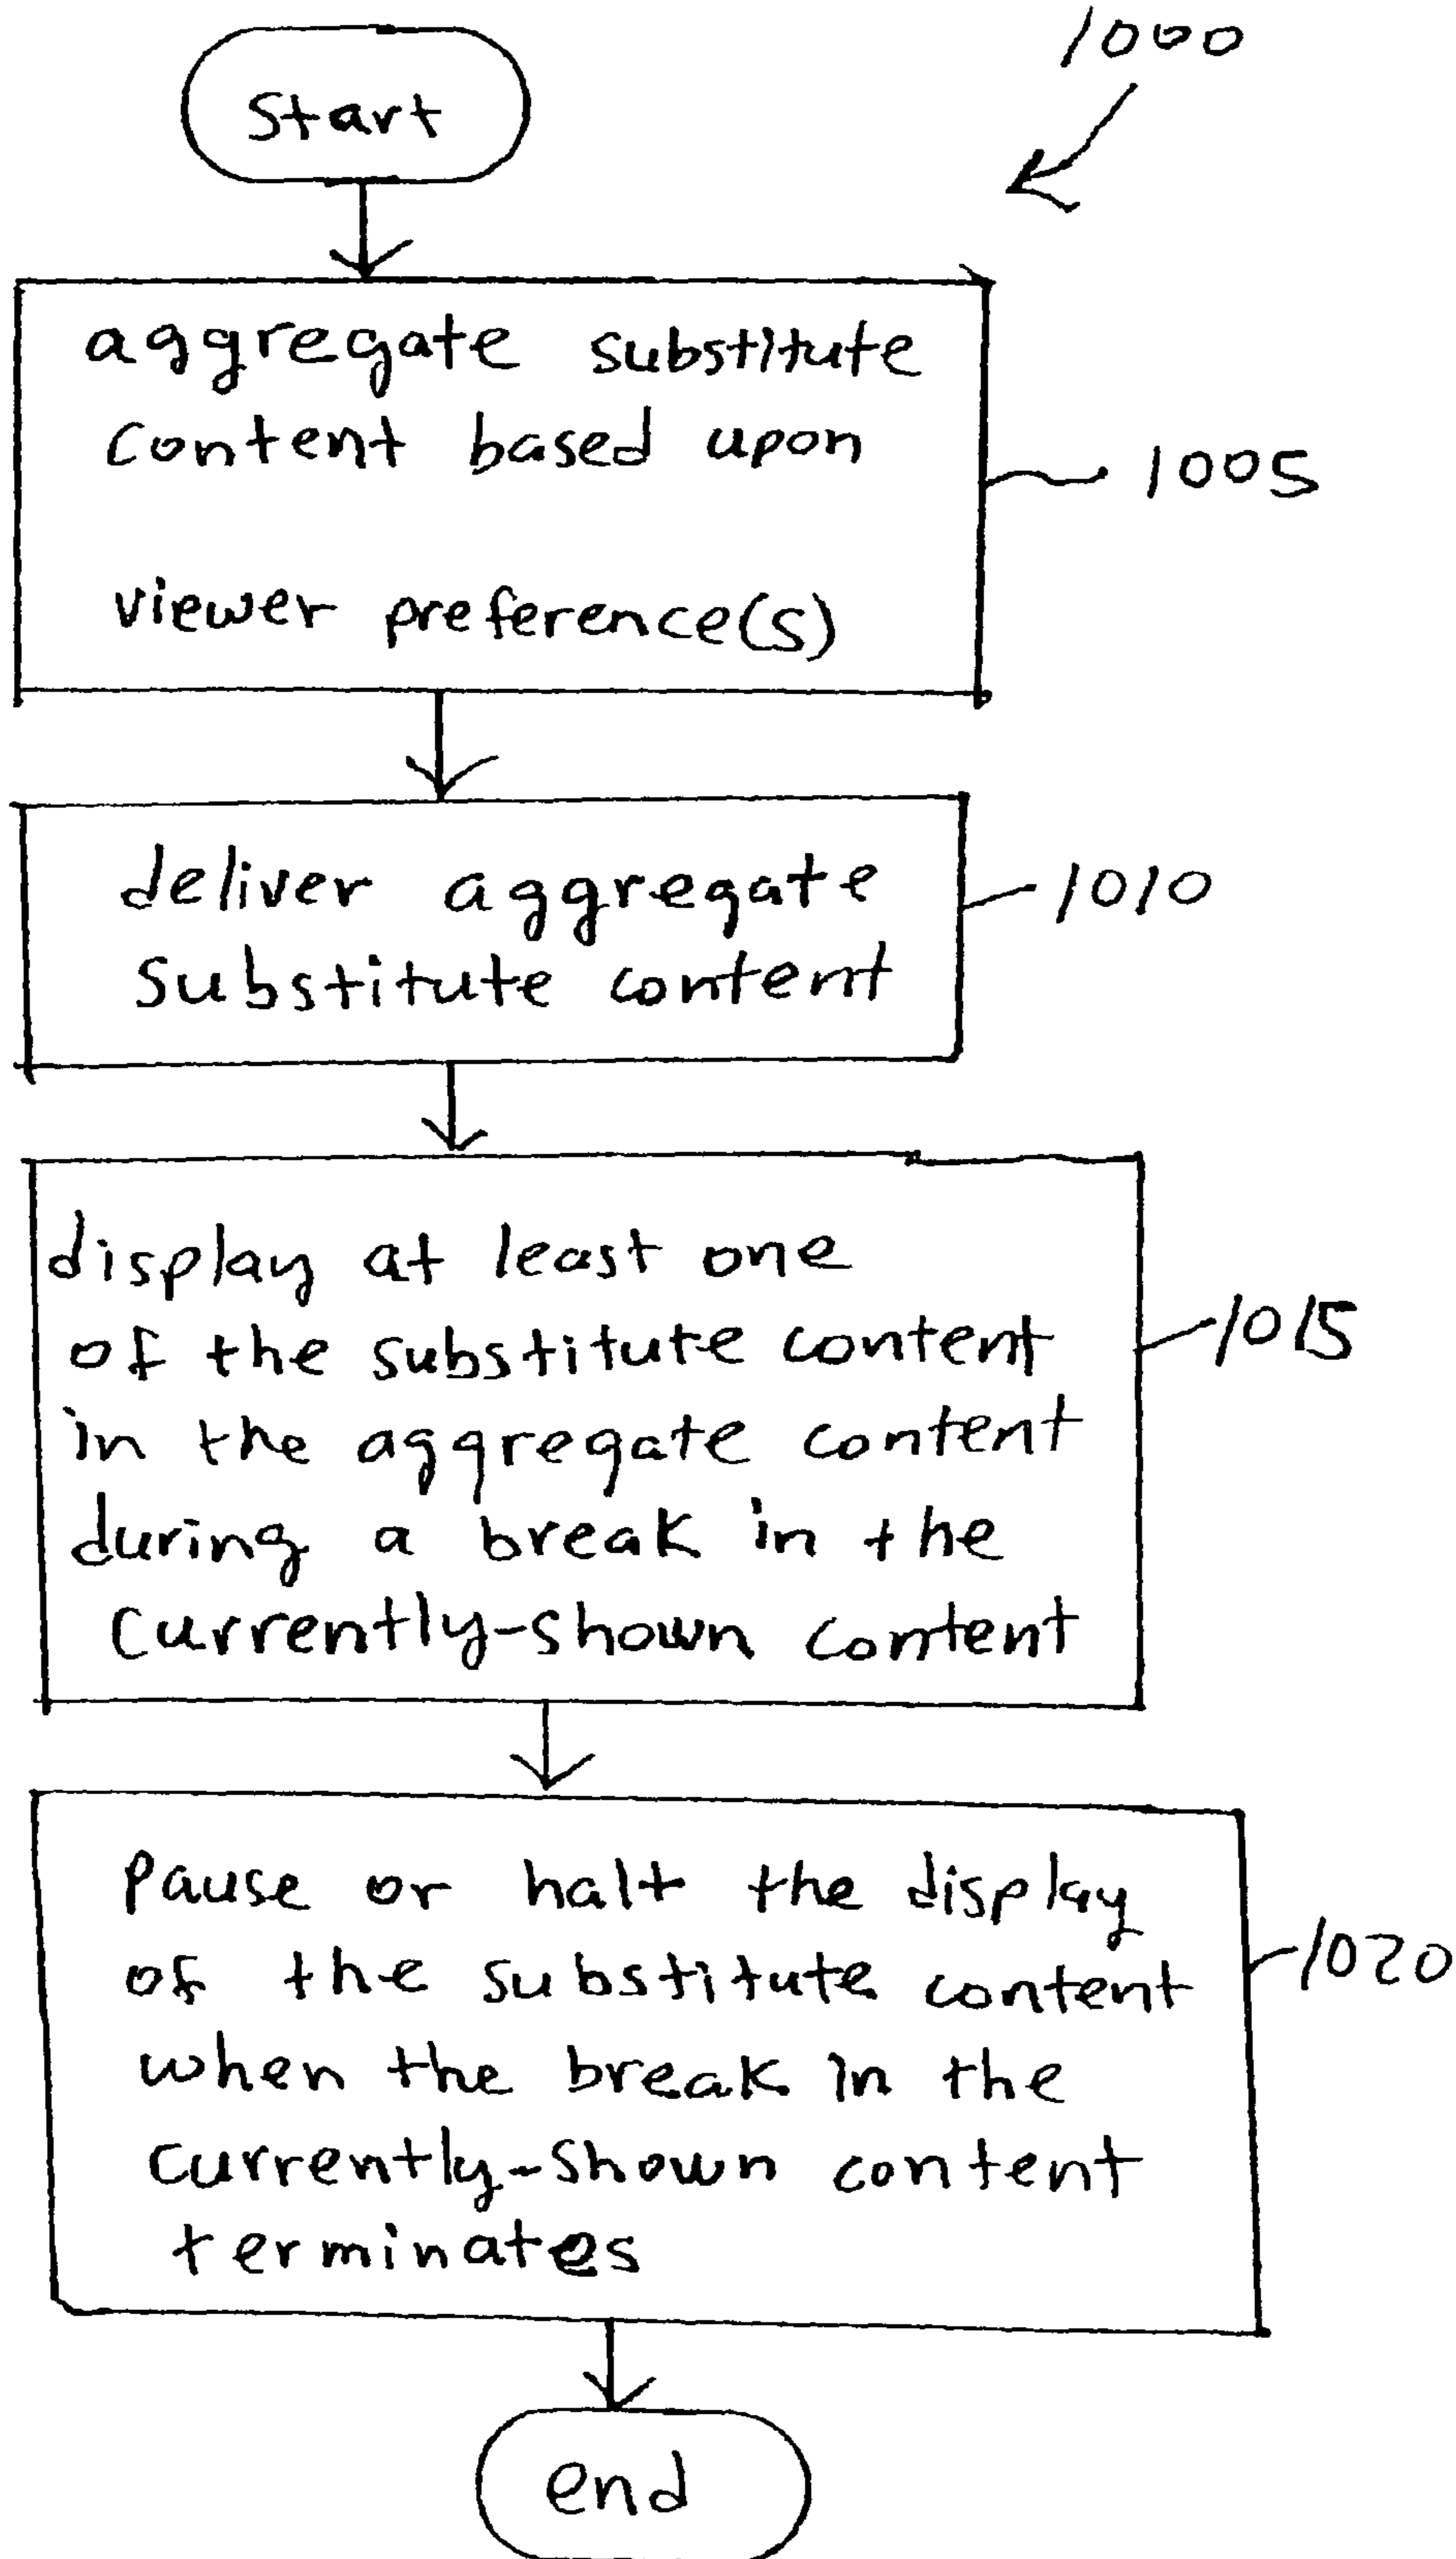 1000
Start
aggregate substitute
content based upon
viewer preference(s)
1005
deliver aggregate
substitute content
1010
display at least one
of the substitute content
in the aggregate content
during a break in the
currently-shown content
1015
Pause or halt the display
of the substitute content
when the break in the
currently-shown content
terminates
1020
end